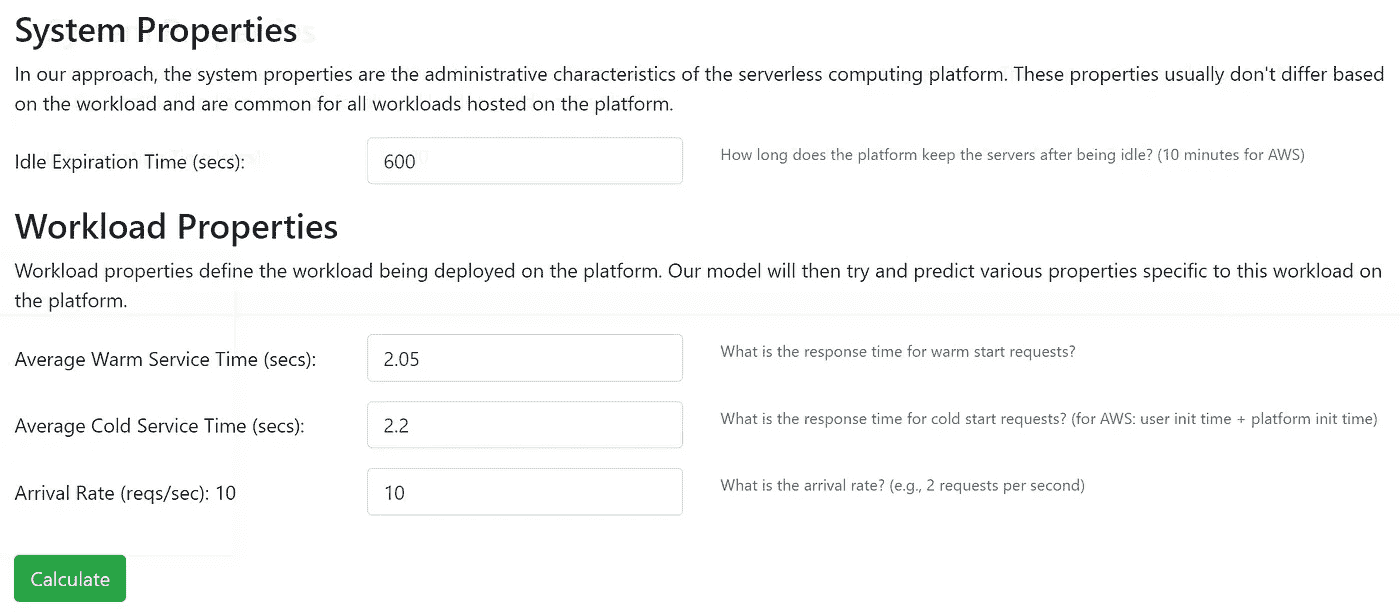 System Properties
In our approach, the system properties are the administrative characteristics of the serverless computing platform. These properties usually don't differ based
on the workload and are common for all workloads hosted on the platform.
Idle Expiration Time (secs):
600
How long does the platform keep the servers after being idle? (10 minutes for AWS)
Workload Properties
Workload properties define the workload being deployed on the platform. Our model will then try and predict various properties specific to this workload on
the platform.
Average Warm Service Time (secs):
2.05
What is the response time for warm start requests?
Average Cold Service Time (secs):
2.2
What is the response time for cold start requests? (for AWS: user init time + platform init time)
Arrival Rate (reqs/sec): 10
10
What is the arrival rate? (e.g., 2 requests per second)
Calculate